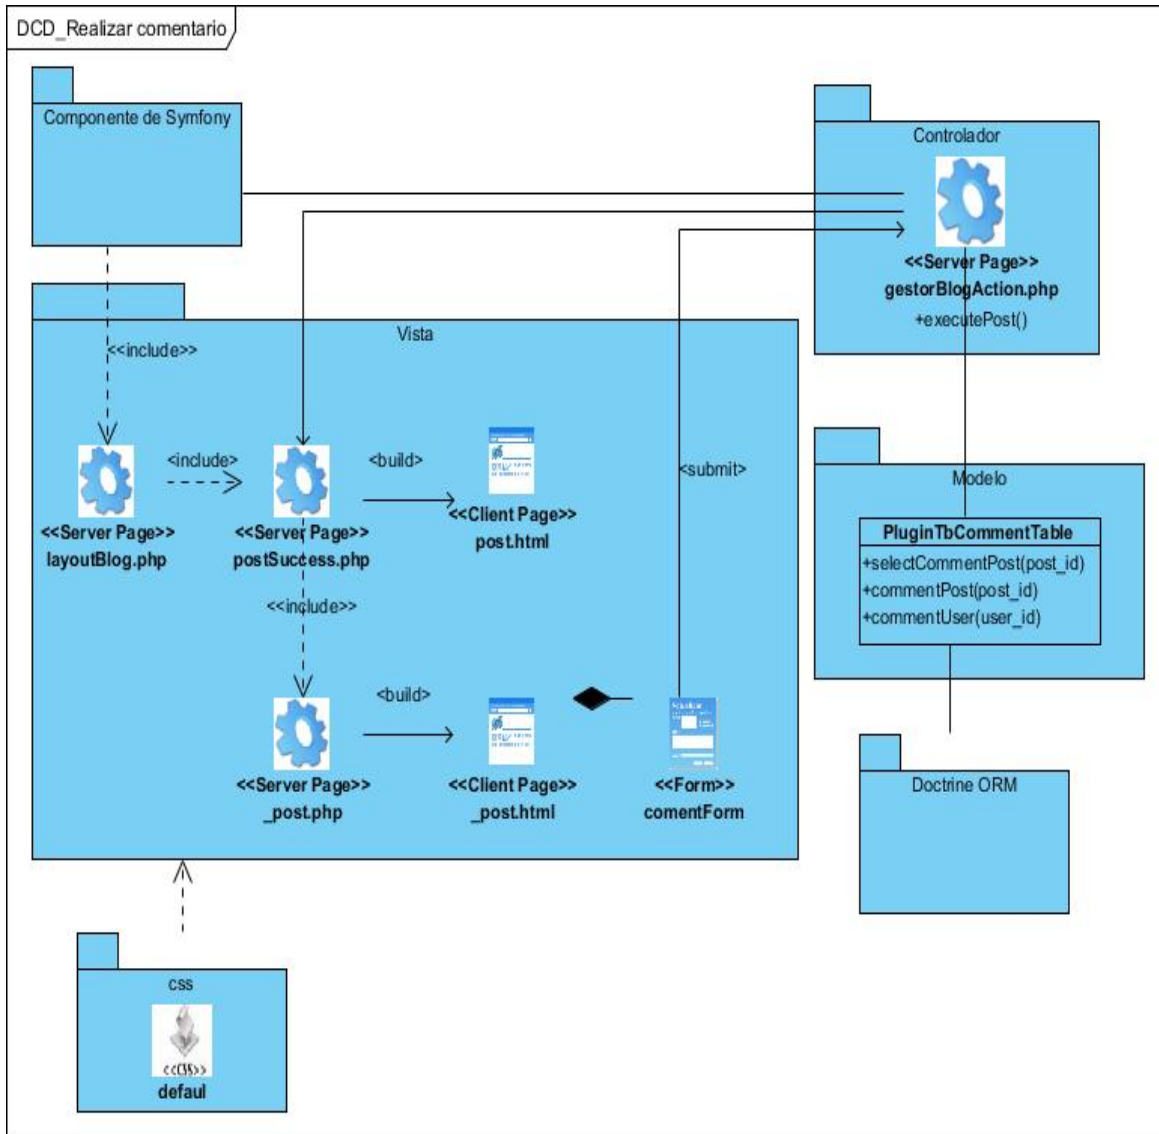 DCD_Realizar comentario
Componente de Symfony
Controlador
<<Server Page>>
gestorBlogAction.php
+executePost()
Vista
<<include>>
<include>
<build>
<submit>
<<Server Page>>
layoutBlog.php
<<Server Page>>
postSuccess.php
<<Client Page>>
post.html
<<include>>
<build>
<<Server Page>>
_post.php
<<Client Page>>
_post.html
<<Form>>
comentForm
Modelo
PluginTbCommentTable
+selectCommentPost(post_id)
+commentPost(post_id)
+commentUser(user_id)
Doctrine ORM
css
<<CSS>>
defaul